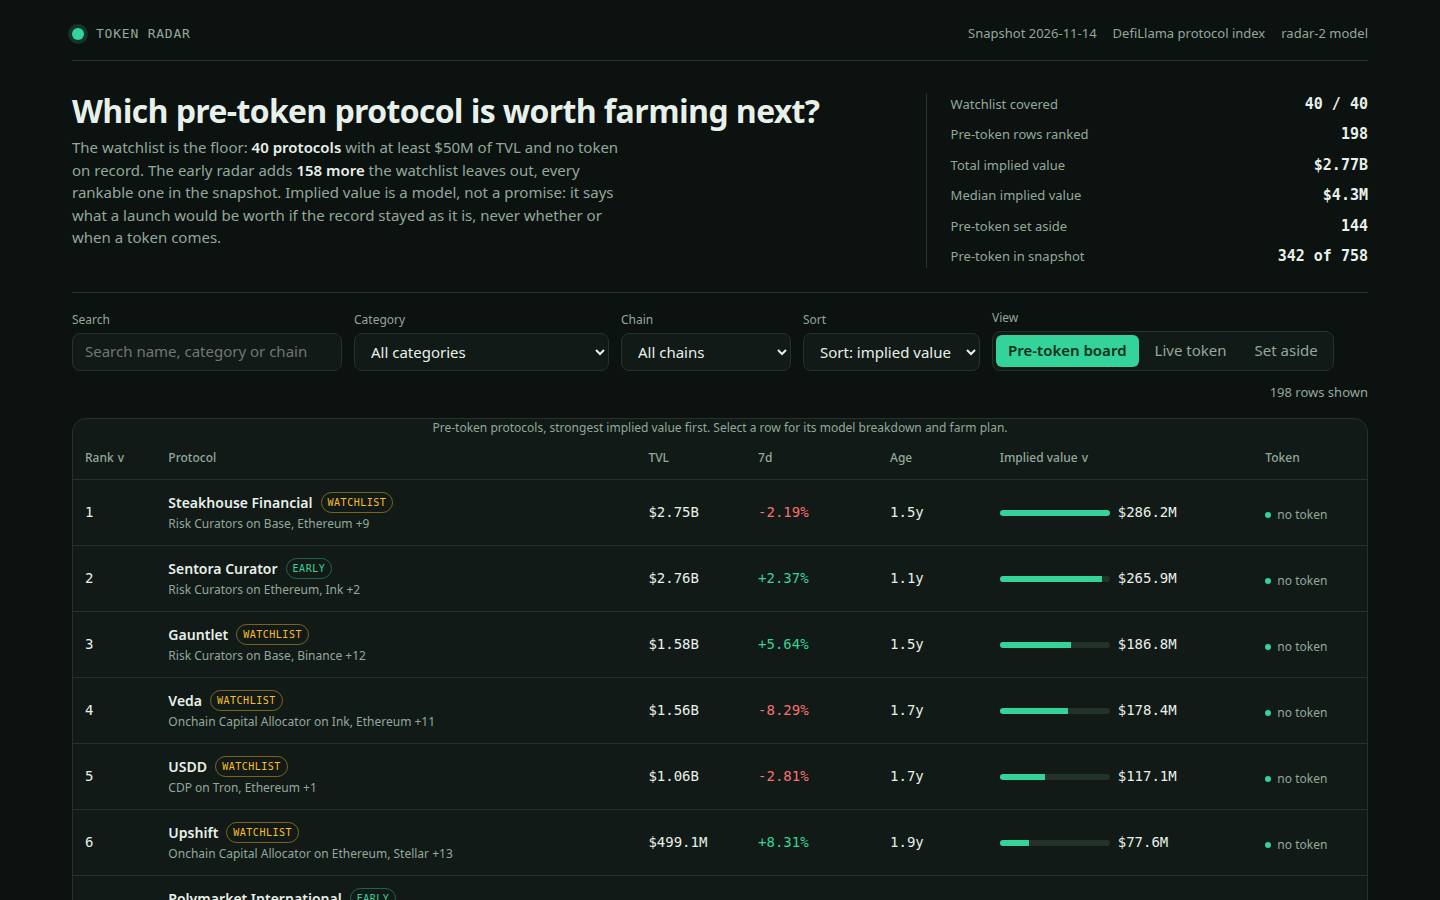 TOKEN RADAR
Snapshot 2026-11-14 DefiLlama protocol index radar-2 model
Which pre-token protocol is worth farming next?
The watchlist is the floor: 40 protocols with at least $50M of TVL and no token
on record. The early radar adds 158 more the watchlist leaves out, every
rankable one in the snapshot. Implied value is a model, not a promise: it says
what a launch would be worth if the record stayed as it is, never whether or
when a token comes.
Watchlist covered 40 / 40
Pre-token rows ranked 198
Total implied value $2.77B
Median implied value $4.3M
Pre-token set aside 144
Pre-token in snapshot 342 of 758
Search Category Chain Sort View
Search name, category or chain All categories All chains Sort: implied value Pre-token board Live token Set aside
198 rows shown
Pre-token protocols, strongest implied value first. Select a row for its model breakdown and farm plan.
Rank v Protocol TVL 7d Age Implied value v Token
1 Steakhouse Financial WATCHLIST $2.75B -2.19% 1.5y $286.2M no token
Risk Curators on Base, Ethereum +9
2 Sentora Curator EARLY $2.76B +2.37% 1.1y $265.9M no token
Risk Curators on Ethereum, Ink +2
3 Gauntlet WATCHLIST $1.58B +5.64% 1.5y $186.8M no token
Risk Curators on Base, Binance +12
4 Veda WATCHLIST $1.56B -8.29% 1.7y $178.4M no token
Onchain Capital Allocator on Ink, Ethereum +11
5 USDD WATCHLIST $1.06B -2.81% 1.7y $117.1M no token
CDP on Tron, Ethereum +1
6 Upshift WATCHLIST $499.1M +8.31% 1.9y $77.6M no token
Onchain Capital Allocator on Ethereum, Stellar +13
Polymarket International EARLY